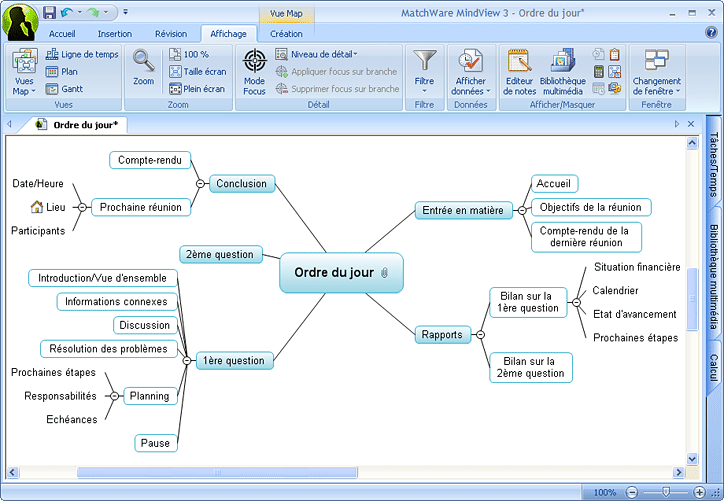 Vue Map
MatchWare MindView 3 - Ordre du jour*
Accueil
Insertion
Révision
Affichage
Création
Vues
Map
Ligne de temps
Plan
Gantt
Vues
Zoom
100 %
Taille écran
Plein écran
Zoom
Mode
Focus
Niveau de détail
Appliquer focus sur branche
Supprimer focus sur branche
Détail
Filtre
Filtre
Afficher
données
Données
Editeur
de notes
Bibliothèque
multimédia
Afficher/Masquer
Changement
de fenêtre
Fenêtre
Ordre du jour*
Compte-rendu
Conclusion
Date/Heure
Lieu
Participants
Prochaine réunion
2ème question
Ordre du jour
Introduction/Vue d'ensemble
Informations connexes
Discussion
Résolution des problèmes
1ère question
Prochaines étapes
Responsabilités
Echéances
Planning
Pause
Entrée en matière
Accueil
Objectifs de la réunion
Compte-rendu de la
dernière réunion
Rapports
Bilan sur la
1ère question
Situation financière
Calendrier
Etat d'avancement
Prochaines étapes
Bilan sur la
2ème question
Tâches/Temps
Bibliothèque multimédia
Calcul
100%